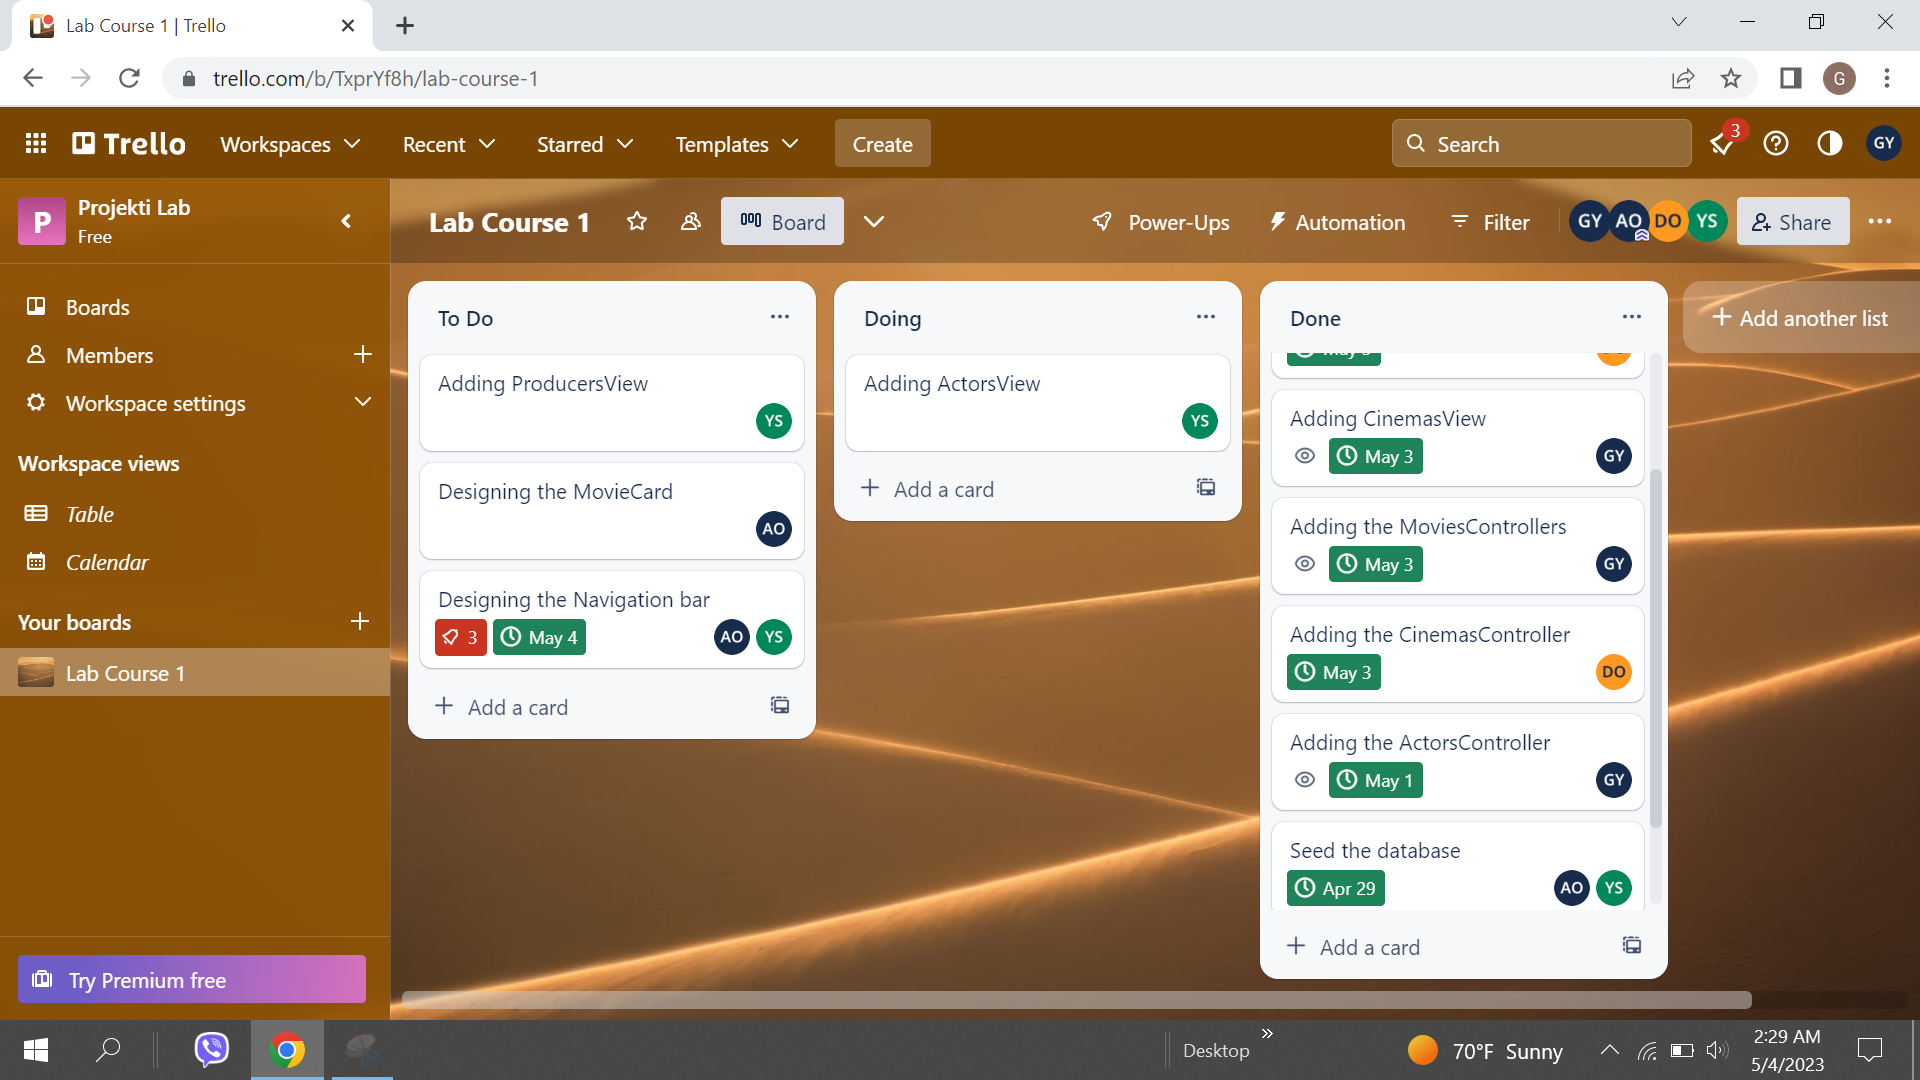 Lab Course 1 | Trello
trello.com/b/TxprYf8h/lab-course-1
G
Trello
Workspaces
Recent
Starred
Templates
Create
Search
3
GY
P
Projekti Lab
Free
Lab Course 1
Board
Power-Ups
Automation
Filter
GY
AO
DO
YS
Share
Boards
Members
Workspace settings
Workspace views
Table
Calendar
Your boards
Lab Course 1
Try Premium free
To Do
Adding ProducersView
YS
Designing the MovieCard
AO
Designing the Navigation bar
3
May 4
AO
YS
Add a card
Doing
Adding ActorsView
YS
Add a card
Done
Adding CinemasView
May 3
GY
Adding the MoviesControllers
May 3
GY
Adding the CinemasController
May 3
DO
Adding the ActorsController
May 1
GY
Seed the database
Apr 29
AO
YS
Add a card
Add another list
Desktop
70°F Sunny
2:29 AM
5/4/2023